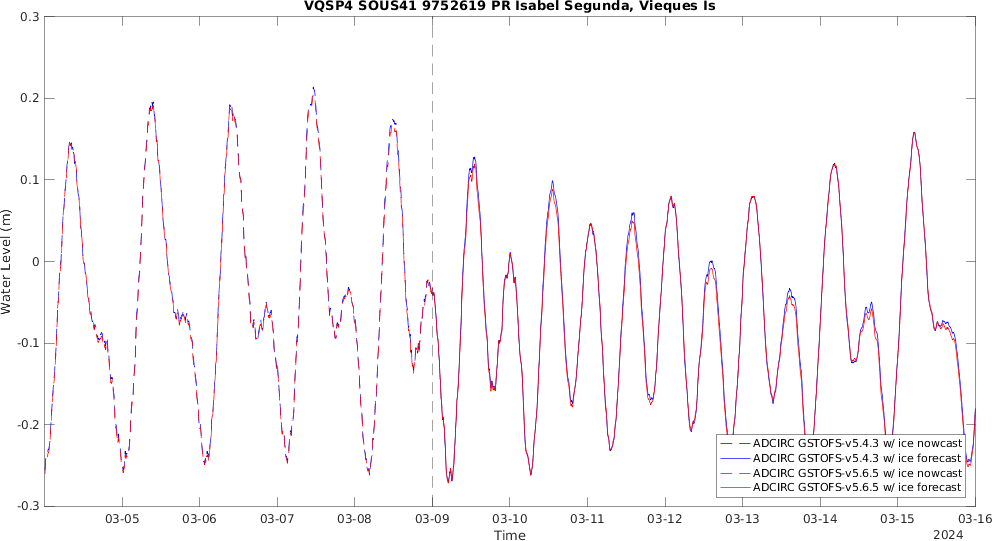 VQSP4 SOUS41 9752619 PR Isabel Segunda, Vieques Is
0.3
0.2
0.1
0
-0.1
-0.2
-0.3
Water Level (m)
ADCIRC GSTOFS-v5.4.3 w/ ice nowcast
ADCIRC GSTOFS-v5.4.3 w/ ice forecast
ADCIRC GSTOFS-v5.6.5 w/ ice nowcast
ADCIRC GSTOFS-v5.6.5 w/ ice forecast
03-05 03-06 03-07 03-08 03-09 03-10 03-11 03-12 03-13 03-14 03-15 03-16
Time
2024